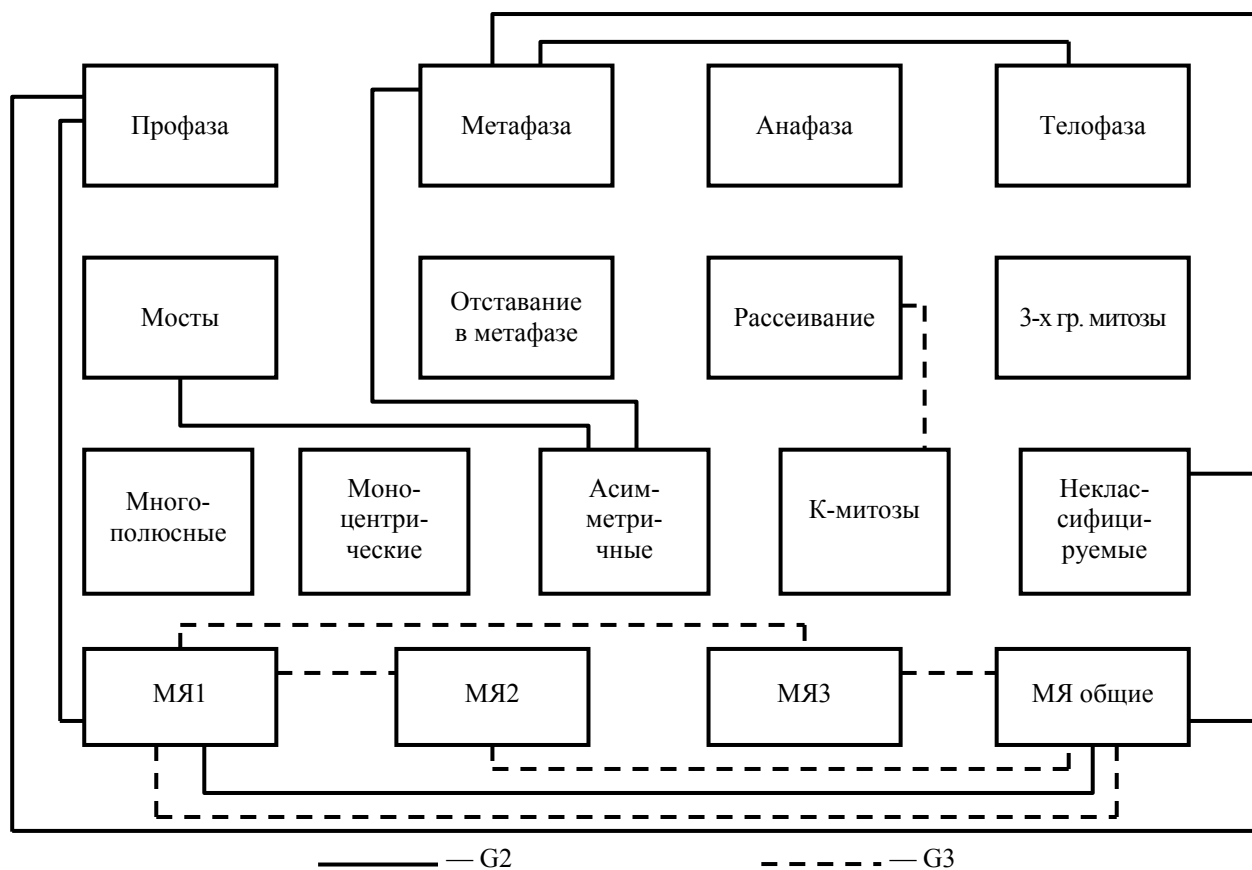 Профаза
Метафаза
Анафаза
Телофаза
Мосты
Отставание
в метафазе
Рассеивание
3-х гр. митозы
Много-
полюсные
Моно-
центри-
ческие
Асим-
метри-
чные
К-митозы
Неклас-
сифици-
руемые
МЯ1
МЯ2
МЯ3
МЯ общие
— G2
— G3